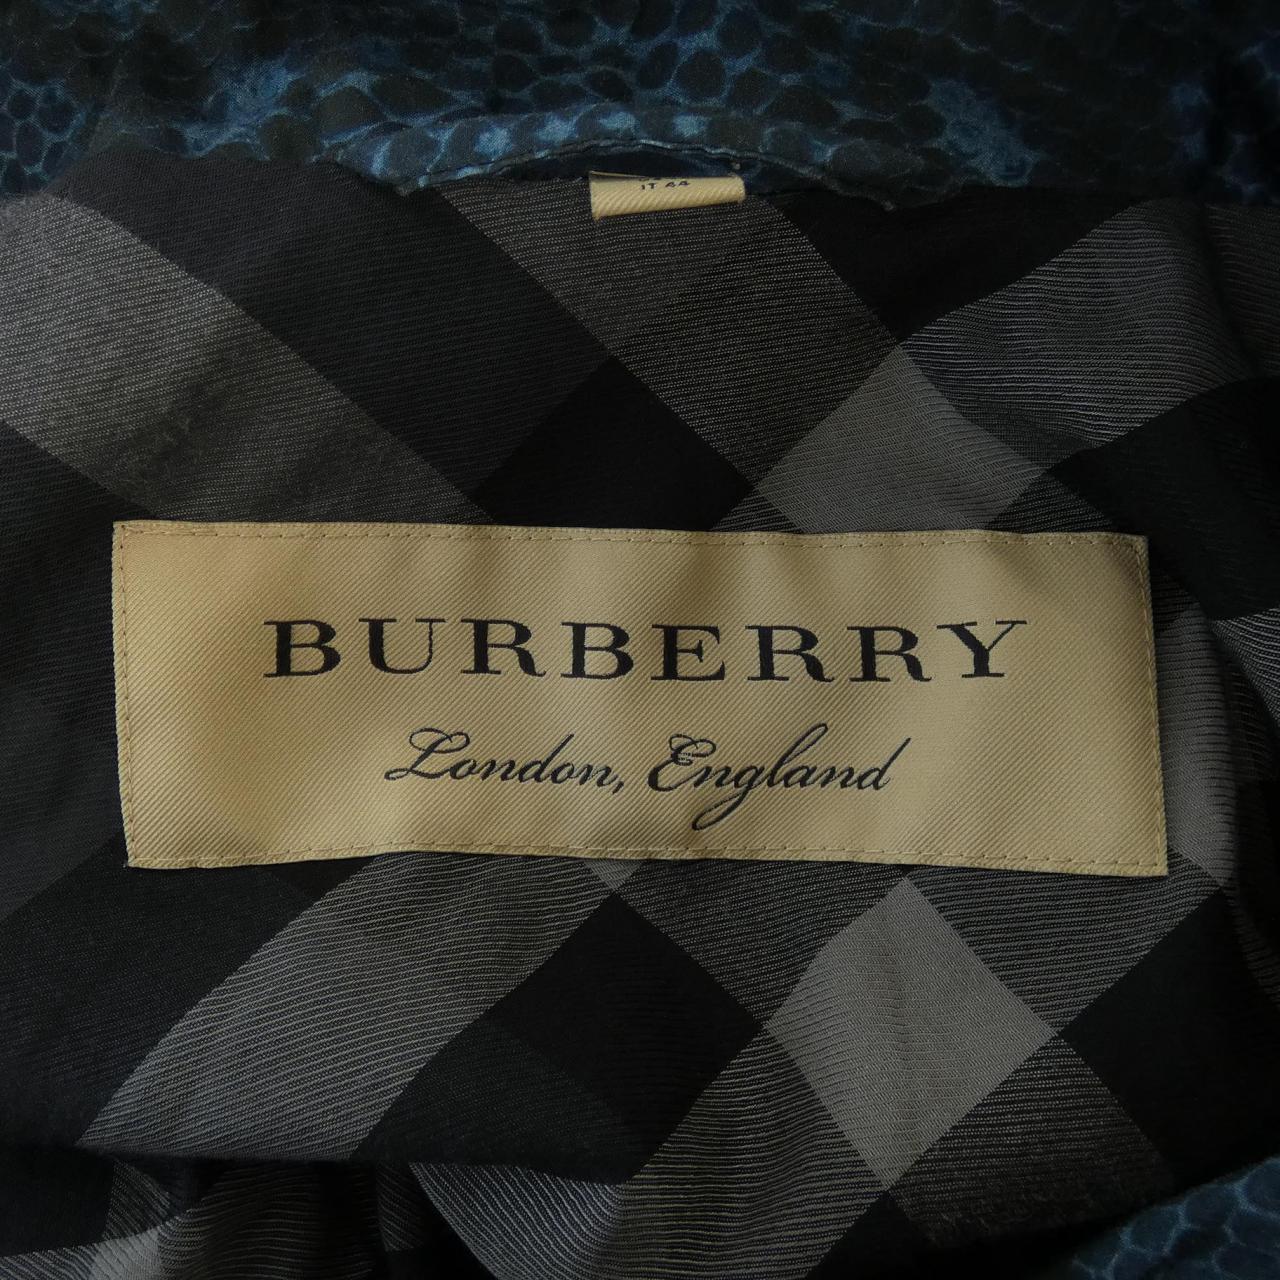 IT 44
BURBERRY
London, England